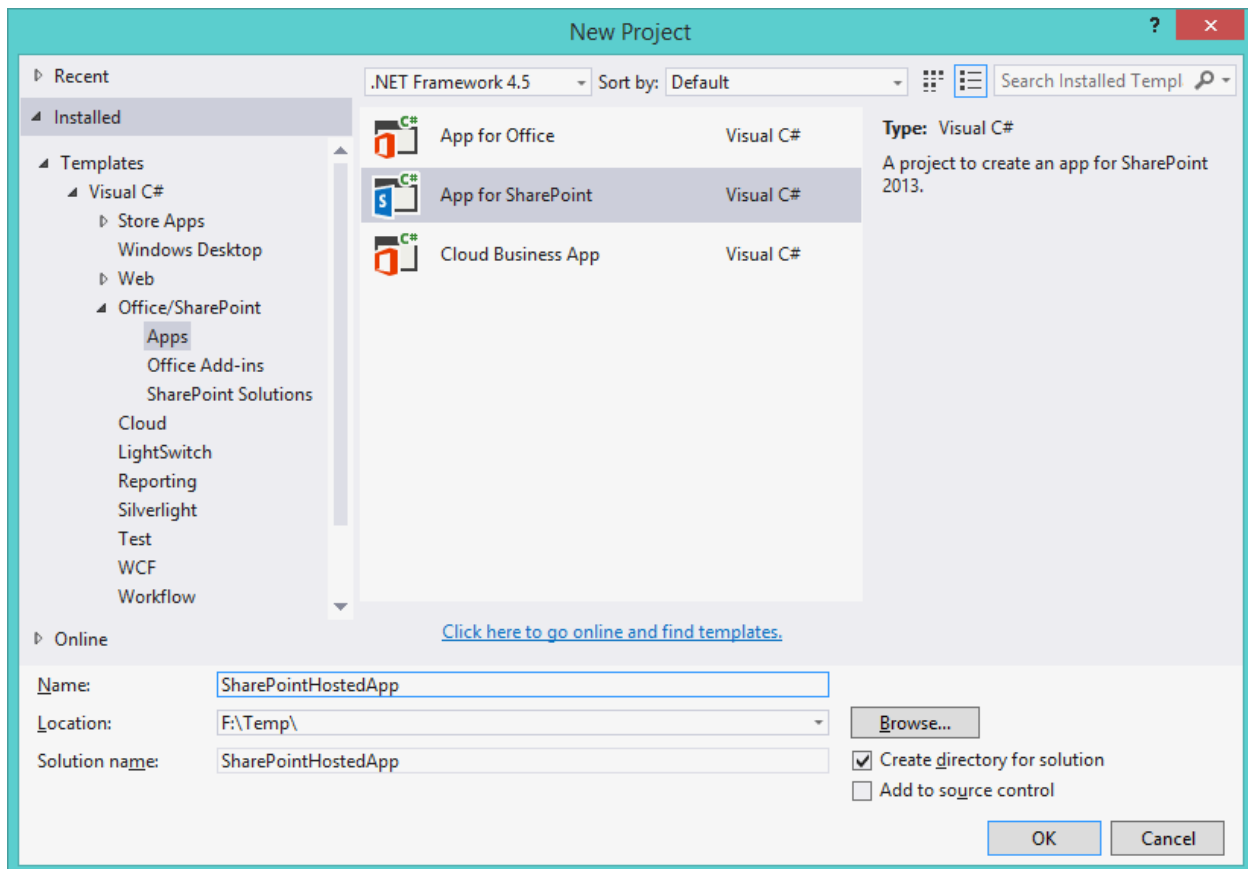 New Project
?
Recent
.NET Framework 4.5
Sort by:
Default
Search Installed Templ
Installed
Templates
Visual C#
Store Apps
Windows Desktop
Web
Office/SharePoint
Apps
Office Add-ins
SharePoint Solutions
Cloud
LightSwitch
Reporting
Silverlight
Test
WCF
Workflow
Online
C# App for Office Visual C#
C# App for SharePoint Visual C#
C# Cloud Business App Visual C#
Click here to go online and find templates.
Type: Visual C#
A project to create an app for SharePoint
2013.
Name: SharePointHostedApp
Location: F:\Temp\ Browse...
Solution name: SharePointHostedApp
Create directory for solution
Add to source control
OK Cancel